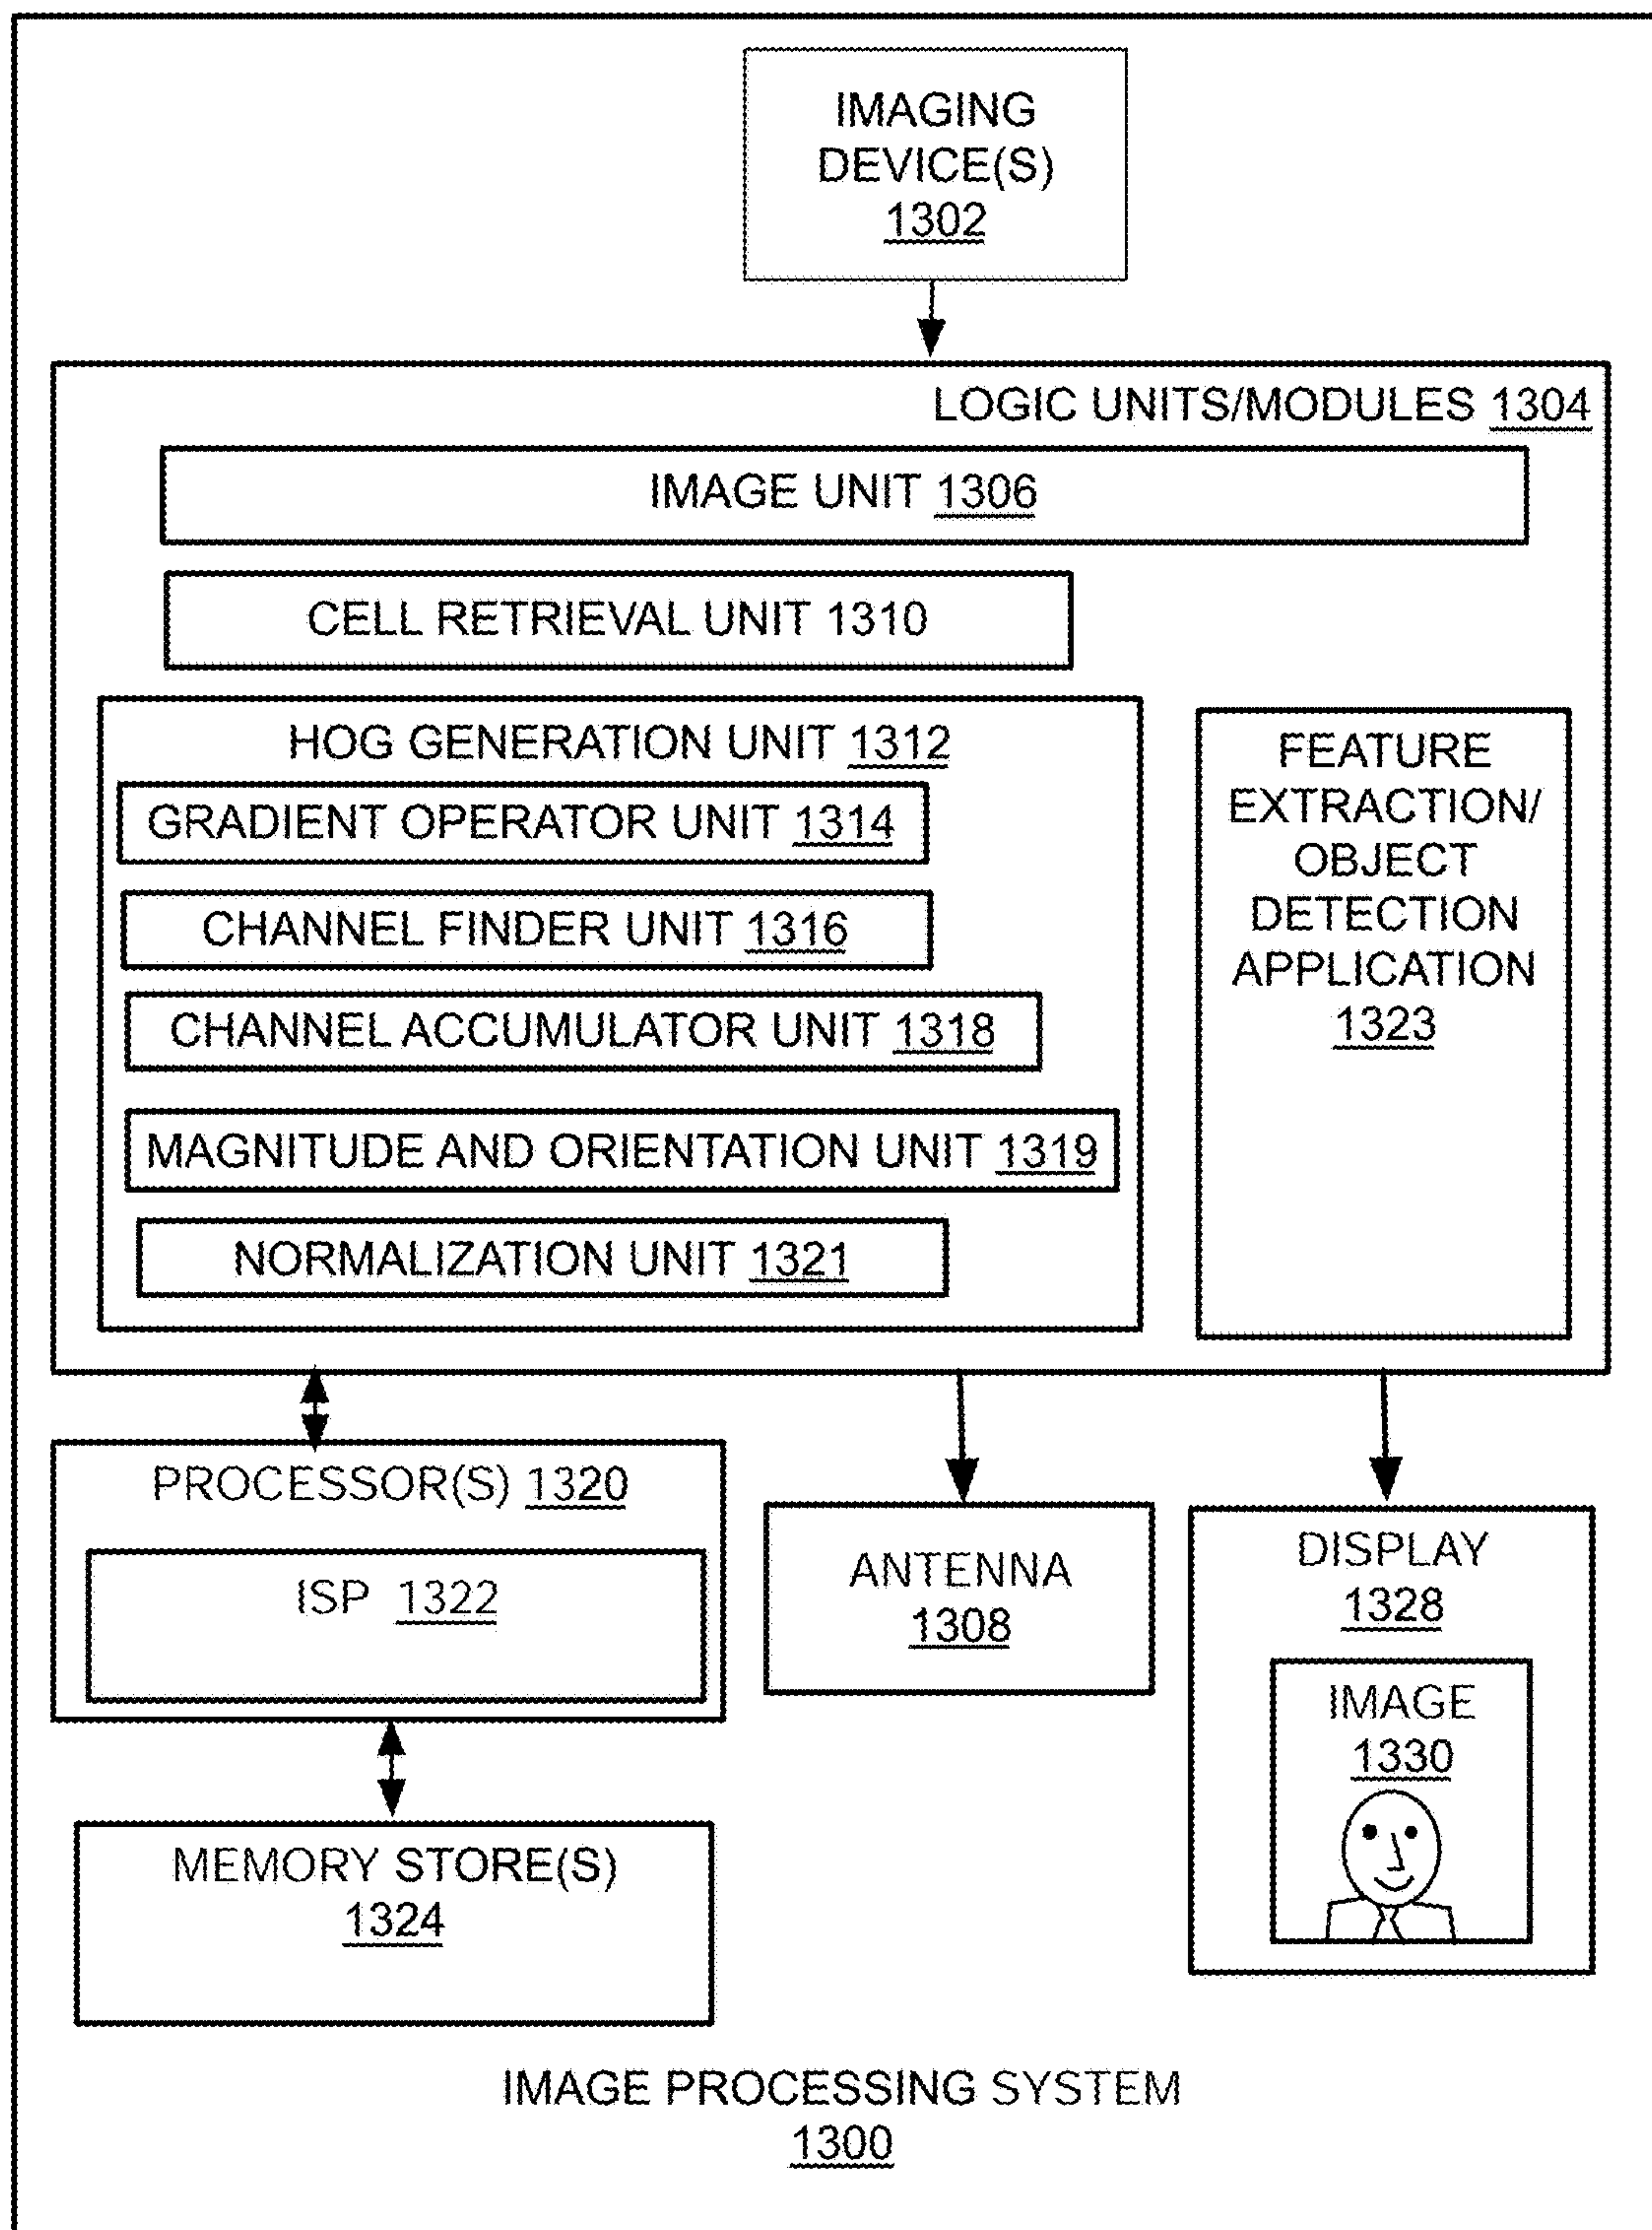 IMAGING
DEVICE(S)
1302
LOGIC UNITS/MODULES 1304
IMAGE UNIT 1306
CELL RETRIEVAL UNIT 1310
HOG GENERATION UNIT 1312
GRADIENT OPERATOR UNIT 1314
CHANNEL FINDER UNIT 1316
CHANNEL ACCUMULATOR UNIT 1318
MAGNITUDE AND ORIENTATION UNIT 1319
NORMALIZATION UNIT 1321
FEATURE
EXTRACTION/
OBJECT
DETECTION
APPLICATION
1323
PROCESSOR(S) 1320
ISP 1322
ANTENNA
1308
DISPLAY
1328
IMAGE
1330
MEMORY STORE(S)
1324
IMAGE PROCESSING SYSTEM
1300